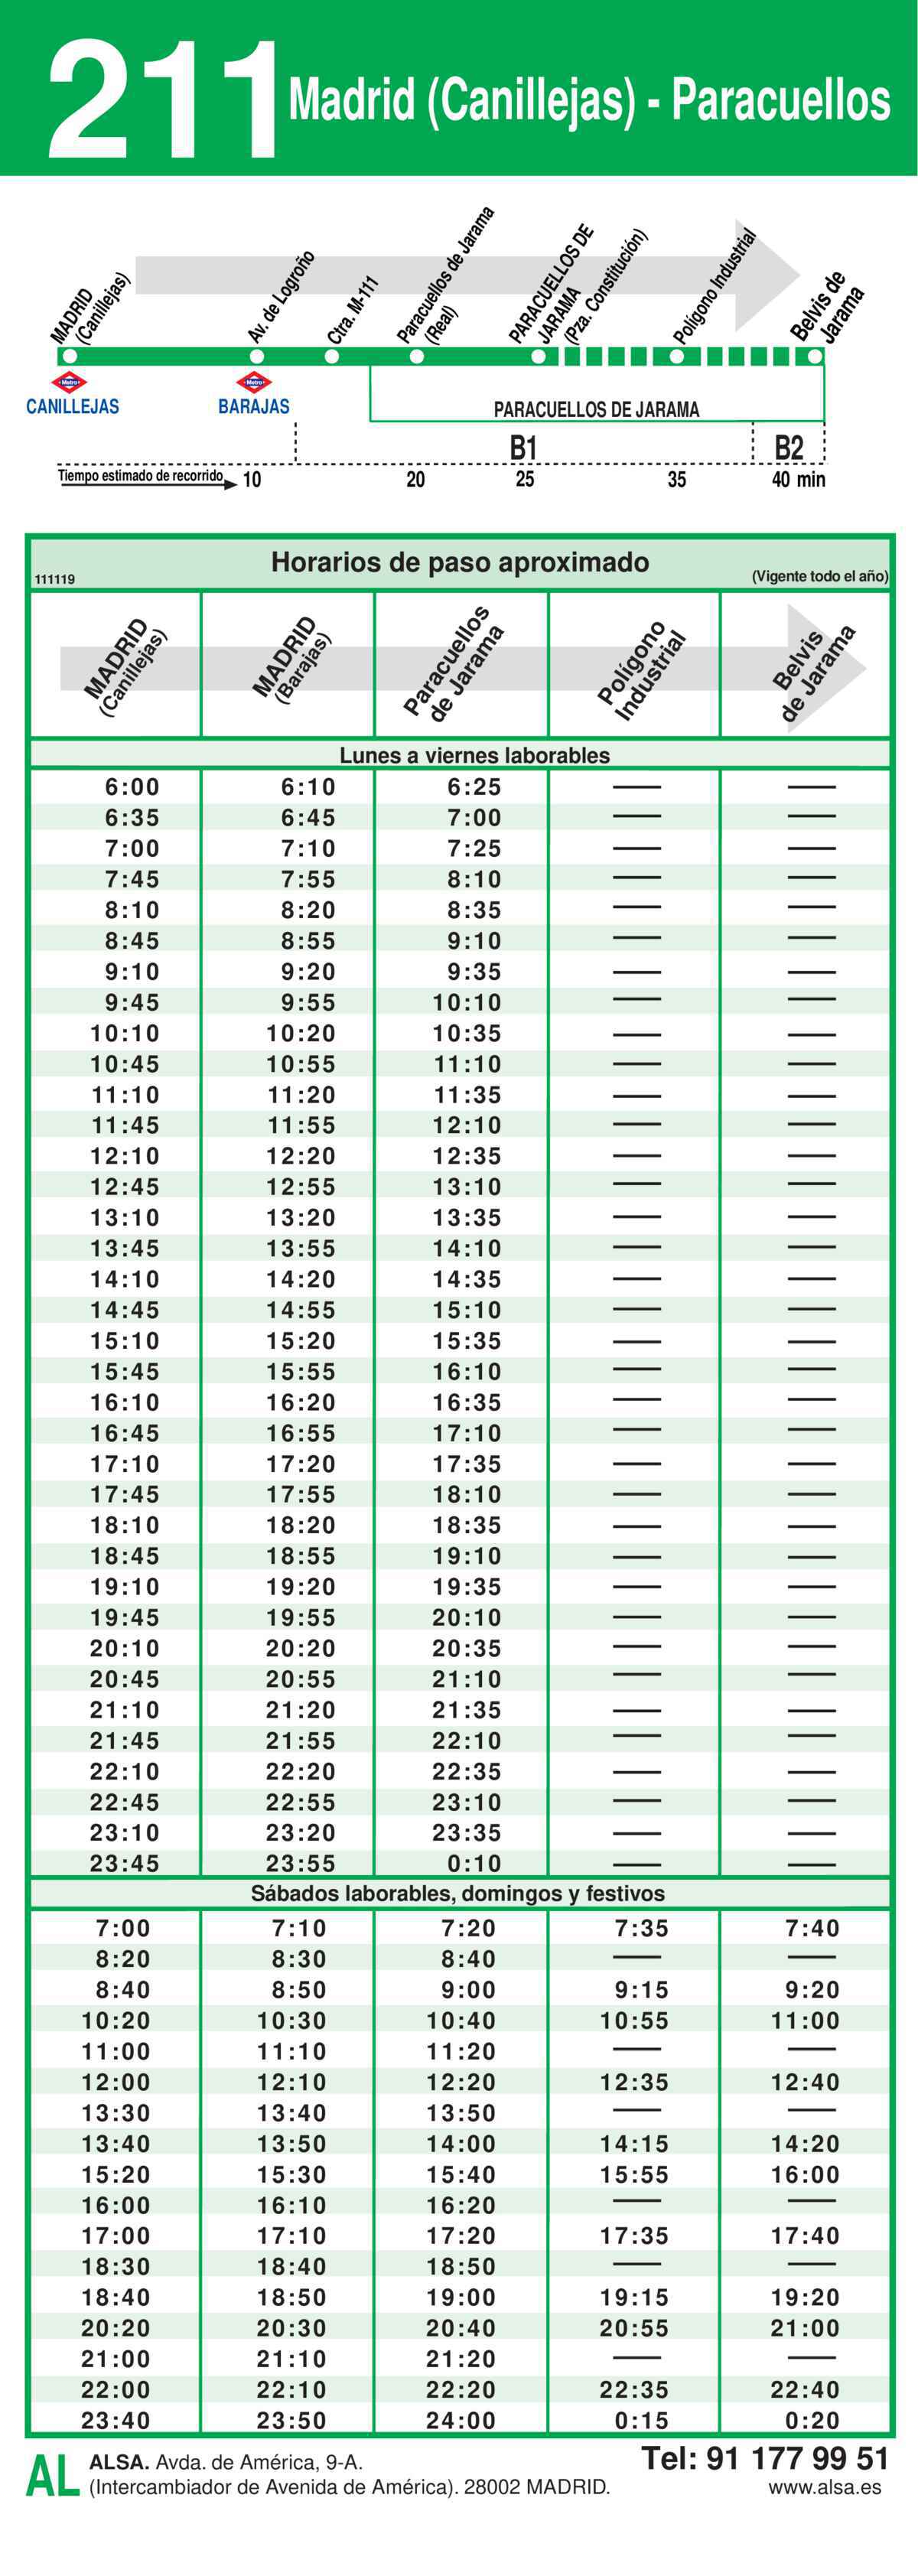 211 Madrid (Canillejas) - Paracuellos
MADRID
(Canillejas)
Av. de Logroño
Ctra. M-111
Paracuellos de Jarama
(Real)
PARACUELLOS DE
JARAMA
(Pza. Constitución)
Polígono Industrial
Belvis de
Jarama
Metro
CANILLEJAS
Metro
BARAJAS
PARACUELLOS DE JARAMA
B1
B2
Tiempo estimado de recorrido 10 20 25 35 40 min
Horarios de paso aproximado
111119
(Vigente todo el año)
MADRID
(Canillejas)
MADRID
(Barajas)
Paracuellos
de Jarama
Polígono
Industrial
Belvis
de Jarama
Lunes a viernes laborables
6:00 6:10 6:25 — —
6:35 6:45 7:00 — —
7:00 7:10 7:25 — —
7:45 7:55 8:10 — —
8:10 8:20 8:35 — —
8:45 8:55 9:10 — —
9:10 9:20 9:35 — —
9:45 9:55 10:10 — —
10:10 10:20 10:35 — —
10:45 10:55 11:10 — —
11:10 11:20 11:35 — —
11:45 11:55 12:10 — —
12:10 12:20 12:35 — —
12:45 12:55 13:10 — —
13:10 13:20 13:35 — —
13:45 13:55 14:10 — —
14:10 14:20 14:35 — —
14:45 14:55 15:10 — —
15:10 15:20 15:35 — —
15:45 15:55 16:10 — —
16:10 16:20 16:35 — —
16:45 16:55 17:10 — —
17:10 17:20 17:35 — —
17:45 17:55 18:10 — —
18:10 18:20 18:35 — —
18:45 18:55 19:10 — —
19:10 19:20 19:35 — —
19:45 19:55 20:10 — —
20:10 20:20 20:35 — —
20:45 20:55 21:10 — —
21:10 21:20 21:35 — —
21:45 21:55 22:10 — —
22:10 22:20 22:35 — —
22:45 22:55 23:10 — —
23:10 23:20 23:35 — —
23:45 23:55 0:10 — —
Sábados laborables, domingos y festivos
7:00 7:10 7:20 7:35 7:40
8:20 8:30 8:40 — —
8:40 8:50 9:00 9:15 9:20
10:20 10:30 10:40 10:55 11:00
11:00 11:10 11:20 — —
12:00 12:10 12:20 12:35 12:40
13:30 13:40 13:50 — —
13:40 13:50 14:00 14:15 14:20
15:20 15:30 15:40 15:55 16:00
16:00 16:10 16:20 — —
17:00 17:10 17:20 17:35 17:40
18:30 18:40 18:50 — —
18:40 18:50 19:00 19:15 19:20
20:20 20:30 20:40 20:55 21:00
21:00 21:10 21:20 — —
22:00 22:10 22:20 22:35 22:40
23:40 23:50 24:00 0:15 0:20
AL ALSA. Avda. de América, 9-A.
(Intercambiador de Avenida de América). 28002 MADRID.
Tel: 91 177 99 51
www.alsa.es